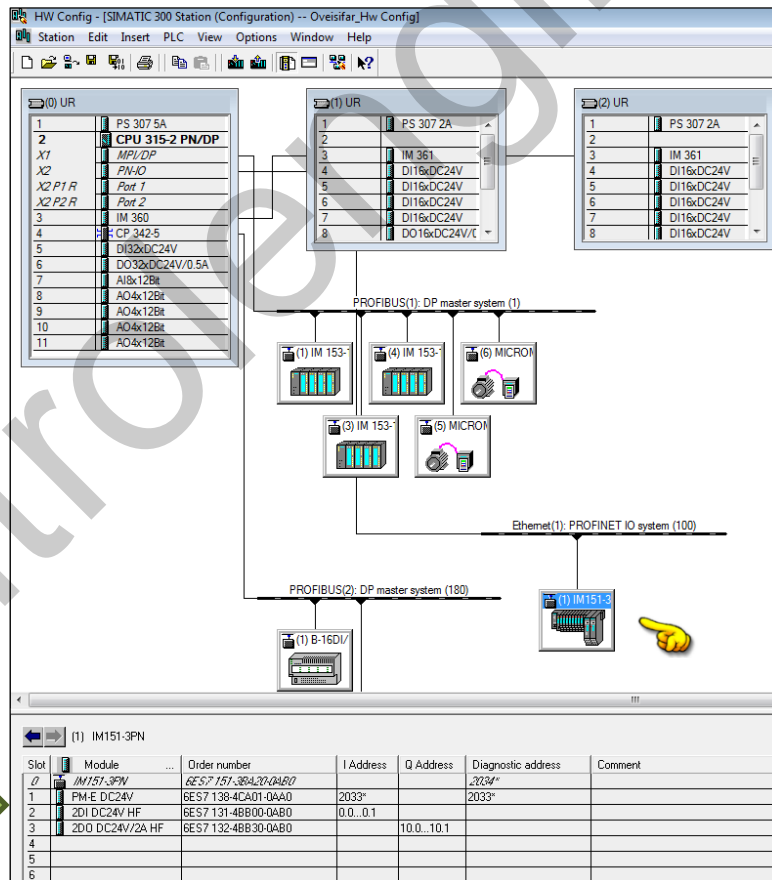 HW Config - [SIMATIC 300 Station (Configuration) -- Oveisifar_Hw Config]
Station Edit Insert PLC View Options Window Help
(0) UR
1 PS 307 5A
2 CPU 315-2 PN/DP
X1 MPI/DP
X2 PN-IO
X2 P1 R Port 1
X2 P2 R Port 2
3 IM 360
4 CP 342-5
5 DI32xDC24V
6 DO32xDC24V/0.5A
7 AI8x12Bit
8 AO4x12Bit
9 AO4x12Bit
10 AO4x12Bit
11 AO4x12Bit
(1) UR
1 PS 307 2A
2
3 IM 361
4 DI16xDC24V
5 DI16xDC24V
6 DI16xDC24V
7 DI16xDC24V
8 DO16xDC24V/
(2) UR
1 PS 307 2A
2
3 IM 361
4 DI16xDC24V
5 DI16xDC24V
6 DI16xDC24V
7 DI16xDC24V
8 DI16xDC24V
PROFIBUS(1): DP master system (1)
(1) IM 153-1
(4) IM 153-
(6) MICRON
(3) IM 153-1
(5) MICRON
Ethernet(1): PROFINET IO system (100)
(1) IM151-3
PROFIBUS(2): DP master system (180)
(1) B-16DI/
(1) IM151-3PN
Slot Module ... Order number I Address Q Address Diagnostic address Comment
0 IM151-3PN 6ES7 151-3BA20-0AB0 2034*
1 PM-E DC24V 6ES7 138-4CA01-0AA0 2033* 2033*
2 2DI DC24V HF 6ES7 131-4BB00-0AB0 0.0...0.1
3 2DO DC24V/2A HF 6ES7 132-4BB30-0AB0 10.0...10.1
4
5
6